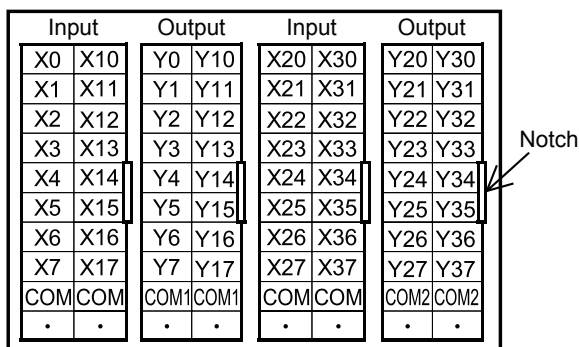 Input Output Input Output
X0 X10 Y0 Y10 X20 X30 Y20 Y30
X1 X11 Y1 Y11 X21 X31 Y21 Y31
X2 X12 Y2 Y12 X22 X32 Y22 Y32
X3 X13 Y3 Y13 X23 X33 Y23 Y33
Notch
X4 X14 Y4 Y14 X24 X34 Y24 Y34
X5 X15 Y5 Y15 X25 X35 Y25 Y35
X6 X16 Y6 Y16 X26 X36 Y26 Y36
X7 X17 Y7 Y17 X27 X37 Y27 Y37
COM COM COM1 COM1 COM COM COM2 COM2
· · · · · · · ·